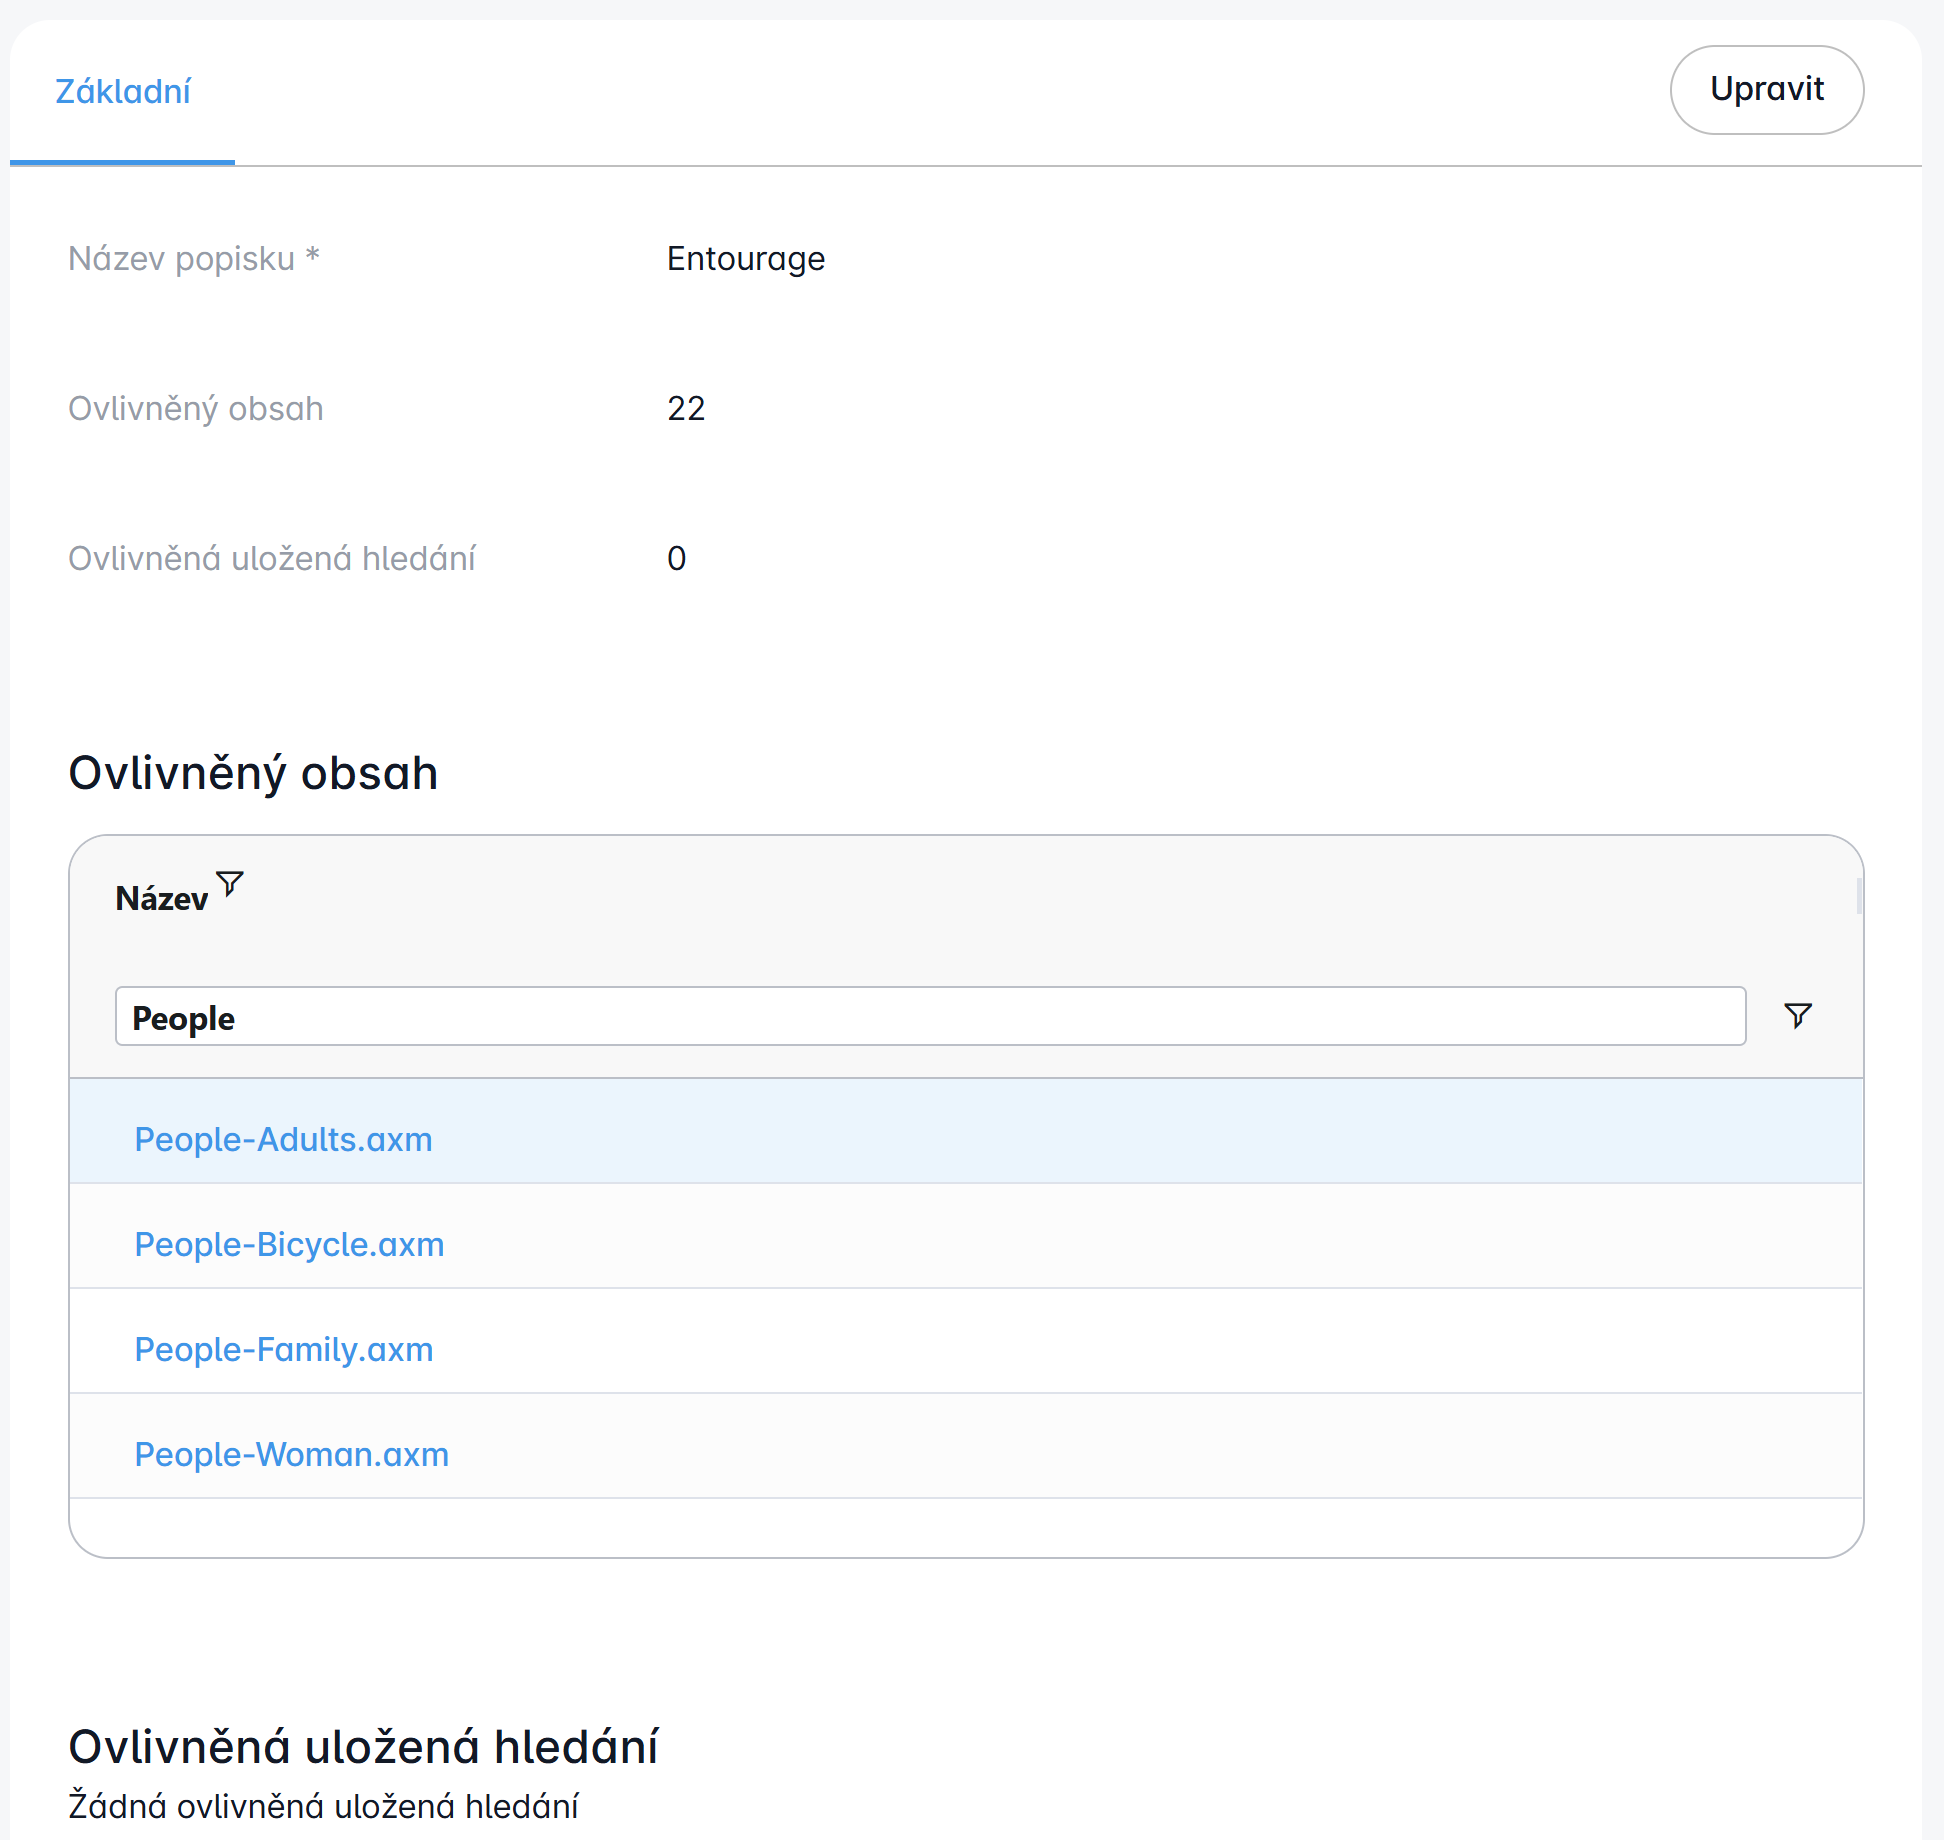 Základní
Upravit
Název popisku *
Entourage
Ovlivněný obsah
22
Ovlivněná uložená hledání
0
Ovlivněný obsah
Název
People
People-Adults.axm
People-Bicycle.axm
People-Family.axm
People-Woman.axm
Ovlivněná uložená hledání
Žádná ovlivněná uložená hledání